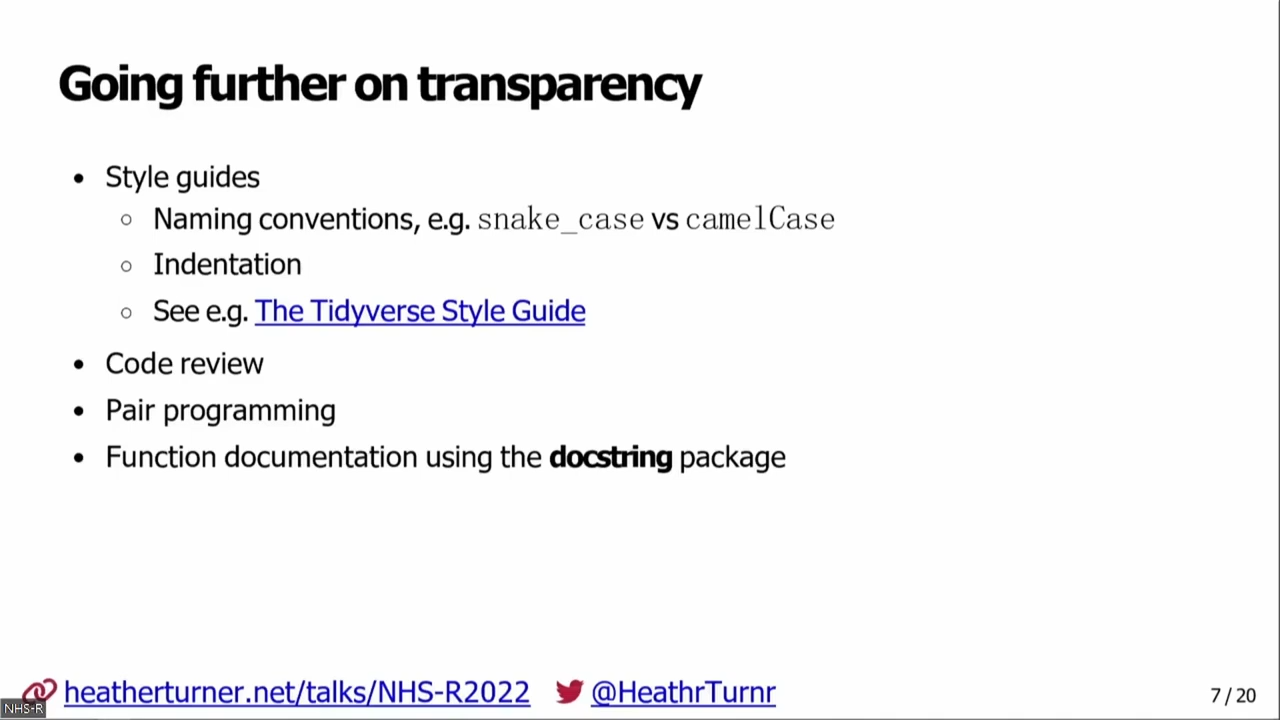 Going further on transparency
• Style guides
○ Naming conventions, e.g. snake_case vs camelCase
○ Indentation
○ See e.g. The Tidyverse Style Guide
• Code review
• Pair programming
• Function documentation using the docstring package
heatherturner.net/talks/NHS-R2022 @HeathrTurnr 7 / 20
NHS-R